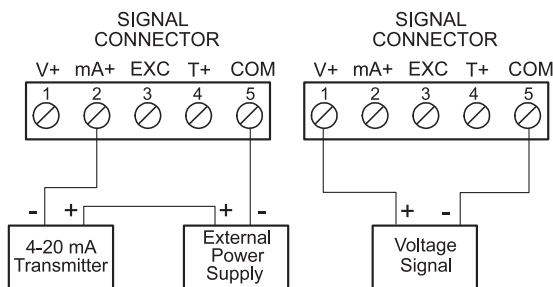 SIGNAL
CONNECTOR
V+ mA+ EXC T+ COM
1 2 3 4 5
- + + -
4-20 mA
Transmitter
External
Power
Supply
SIGNAL
CONNECTOR
V+ mA+ EXC T+ COM
1 2 3 4 5
+ -
Voltage
Signal